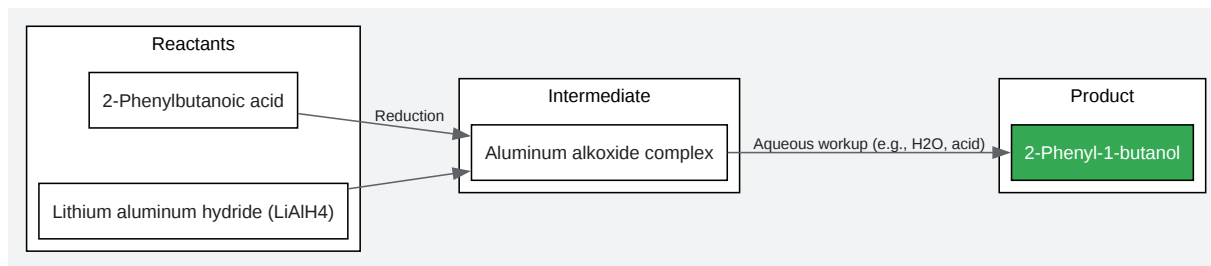 Reactants
2-Phenylbutanoic acid
Lithium aluminum hydride (LiAlH4)
Reduction
Intermediate
Aluminum alkoxide complex
Aqueous workup (e.g., H2O, acid)
Product
2-Phenyl-1-butanol